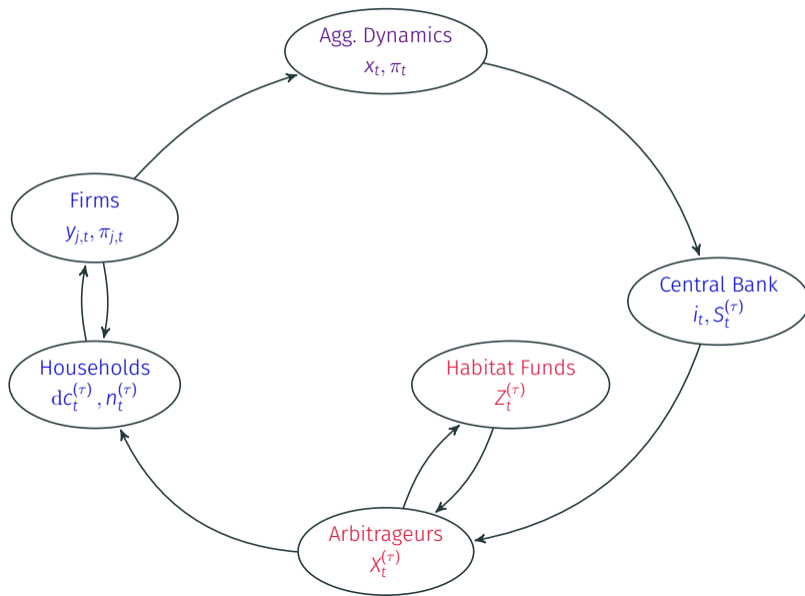 Agg. Dynamics
x_t, π_t
Firms
y_{j,t}, π_{j,t}
Central Bank
i_t, S_t^{(τ)}
Households
dc_t^{(τ)}, n_t^{(τ)}
Habitat Funds
Z_t^{(τ)}
Arbitrageurs
X_t^{(τ)}